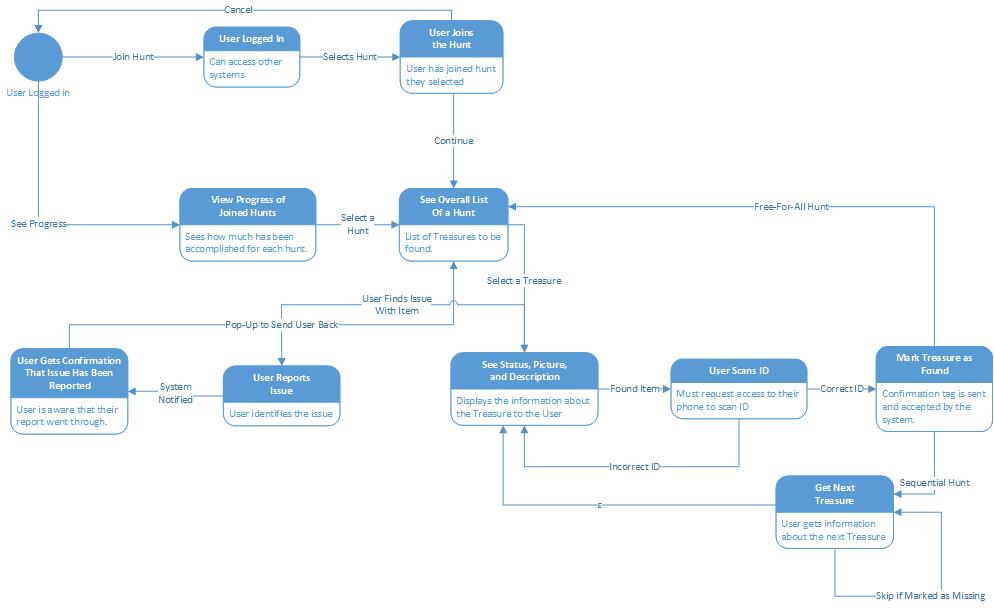 Cancel
User Logged in
Join Hunt
User Logged In
Can access other
systems
Selects Hunt
User Joins
the Hunt
User has joined hunt
they selected
Continue
See Progress
View Progress of
Joined Hunts
Sees how much has been
accomplished for each hunt.
Select a
Hunt
See Overall List
Of a Hunt
List of Treasures to be
found.
Free-For-All Hunt
Select a Treasure
User Finds Issue
With Item
Pop-Up to Send User Back
User Gets Confirmation
That Issue Has Been
Reported
User is aware that their
report went through.
System
Notified
User Reports
Issue
User identifies the issue
See Status, Picture,
and Description
Displays the information about
the Treasure to the User
Found Item
User Scans ID
Must request access to their
phone to scan ID
Correct ID
Mark Treasure as
Found
Confirmation tag is sent
and accepted by the
system.
Incorrect ID
Sequential Hunt
Get Next
Treasure
User gets information
about the next Treasure
ε
Skip if Marked as Missing